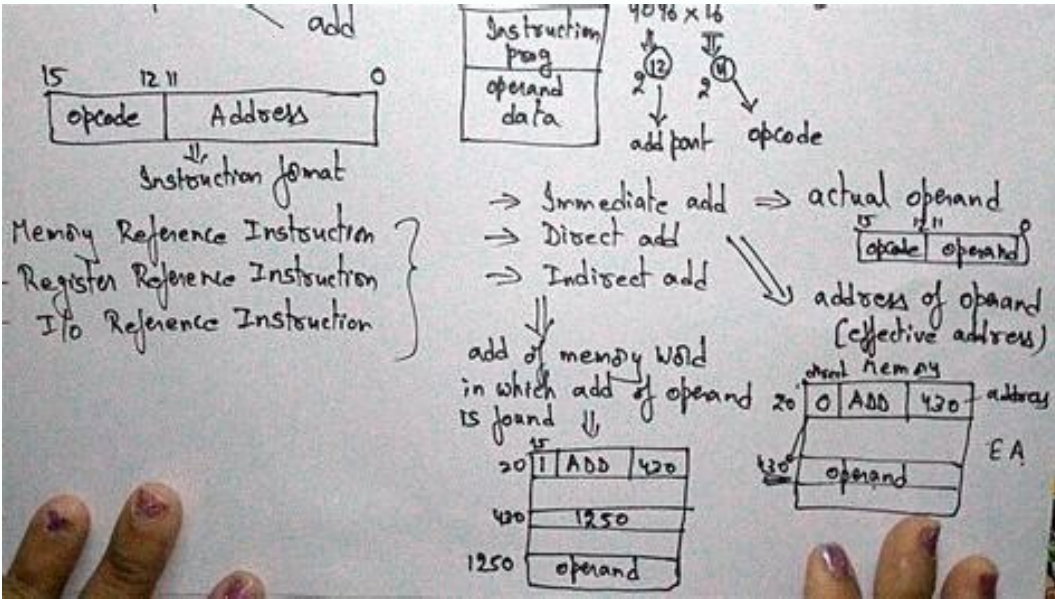 add
15 12 11 0
opcode Address
Instruction format
Memory Reference Instruction
- Register Reference Instruction
- I/o Reference Instruction
Instruction
prog
operand
data
4096 x 16
2 12 2 4
add part opcode
→ Immediate add ⇒ actual operand
15 12 11 0
opcode operand
→ Direct add
→ Indirect add
address of operand
(effective address)
add of memory word
in which add of operand
is found
15
20 1 ADD 420
420 1250
1250 operand
direct Memory
20 0 ADD 430 address
EA
430 operand